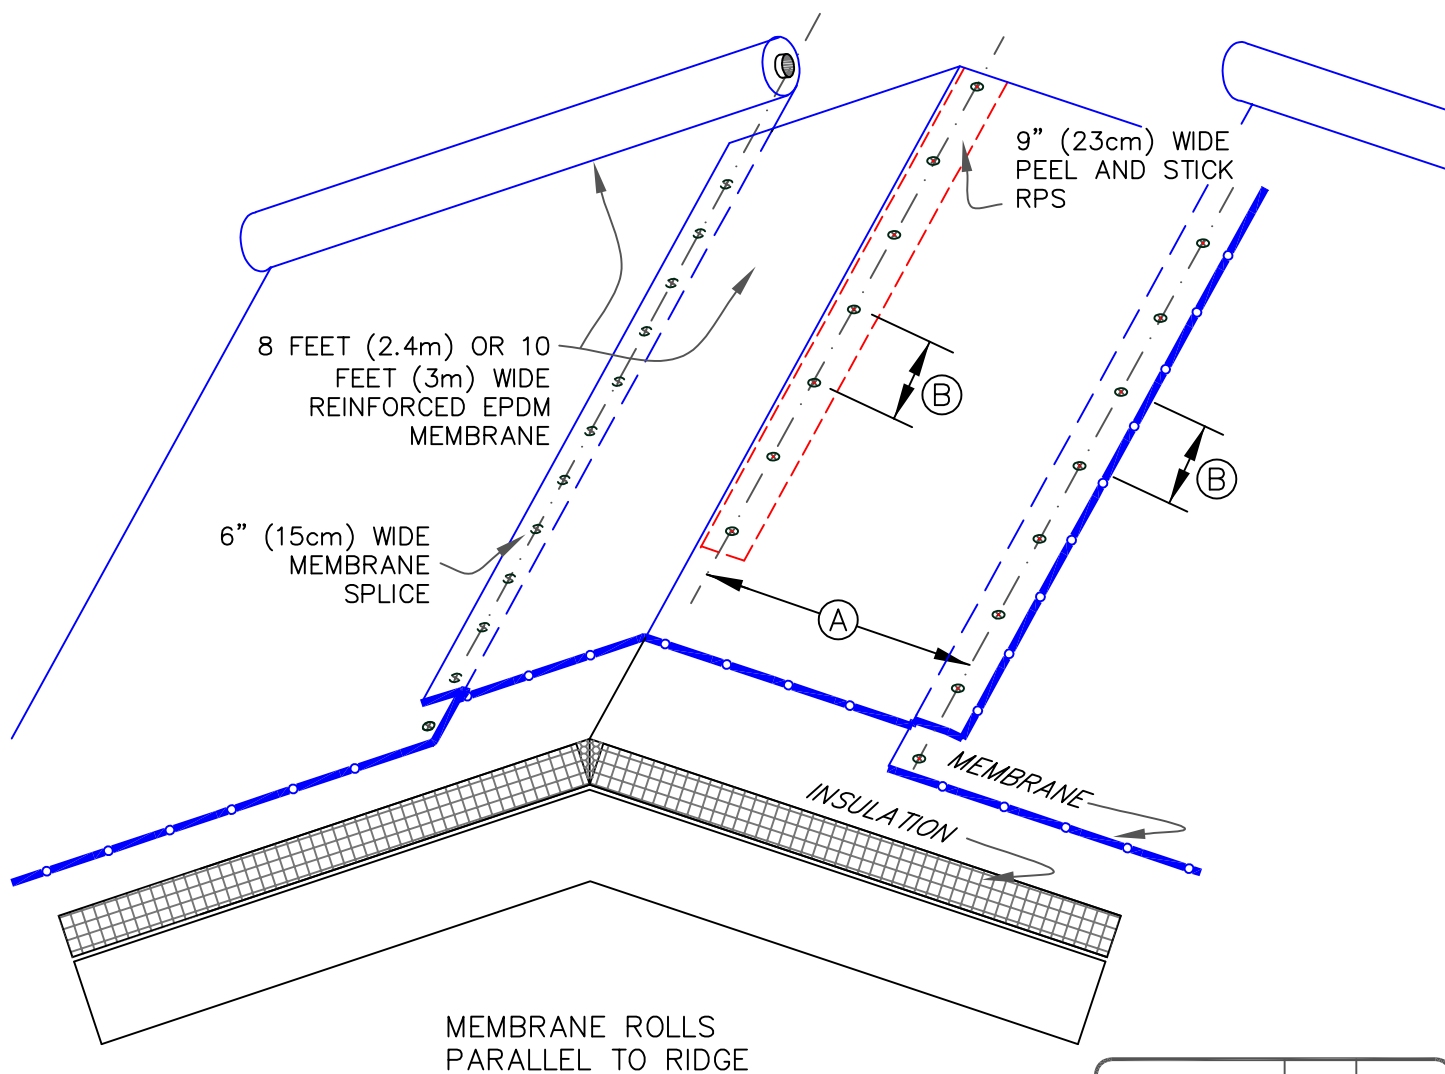 9” (23cm) WIDE
PEEL AND STICK
RPS
8 FEET (2.4m) OR 10
FEET (3m) WIDE
REINFORCED EPDM
MEMBRANE
B
B
6” (15cm) WIDE
MEMBRANE
SPLICE
A
MEMBRANE
INSULATION
MEMBRANE ROLLS
PARALLEL TO RIDGE